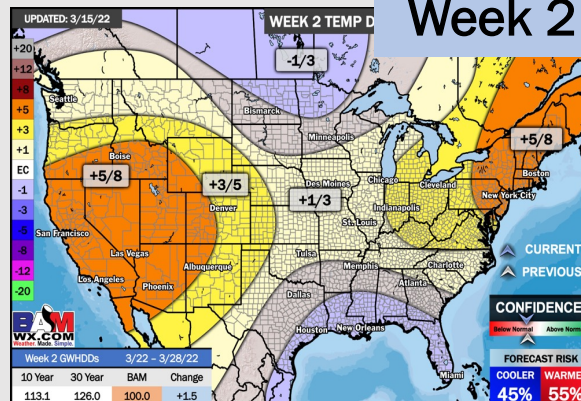 UPDATED: 3/15/22
WEEK 2 TEMP D
Week 2
+20
+12
+8
+5
+3
+1
EC
-1
-3
-5
-8
-12
-20
-1/3
Seattle
Bismarck
Minneapolis
Boise
+5/8
+5/8
Boston
+3/5
Des Moines
Chicago
Cleveland
New York City
+1/3
Denver
Indianapolis
San Francisco
St. Louis
Las Vegas
Albuquerque
Tulsa
Memphis
Charlotte
Los Angeles
Phoenix
Dallas
Atlanta
Houston
New Orleans
Miami
CURRENT
PREVIOUS
CONFIDENCE
Below Normal
Above Norm
FORECAST RISK
COOLER
WARME
45%
55%
BAM
WX.COM
Weather. Made. Simple.
Week 2 GWHDDs
3/22 – 3/28/22
10 Year
30 Year
BAM
Change
113.1
126.0
100.0
+1.5